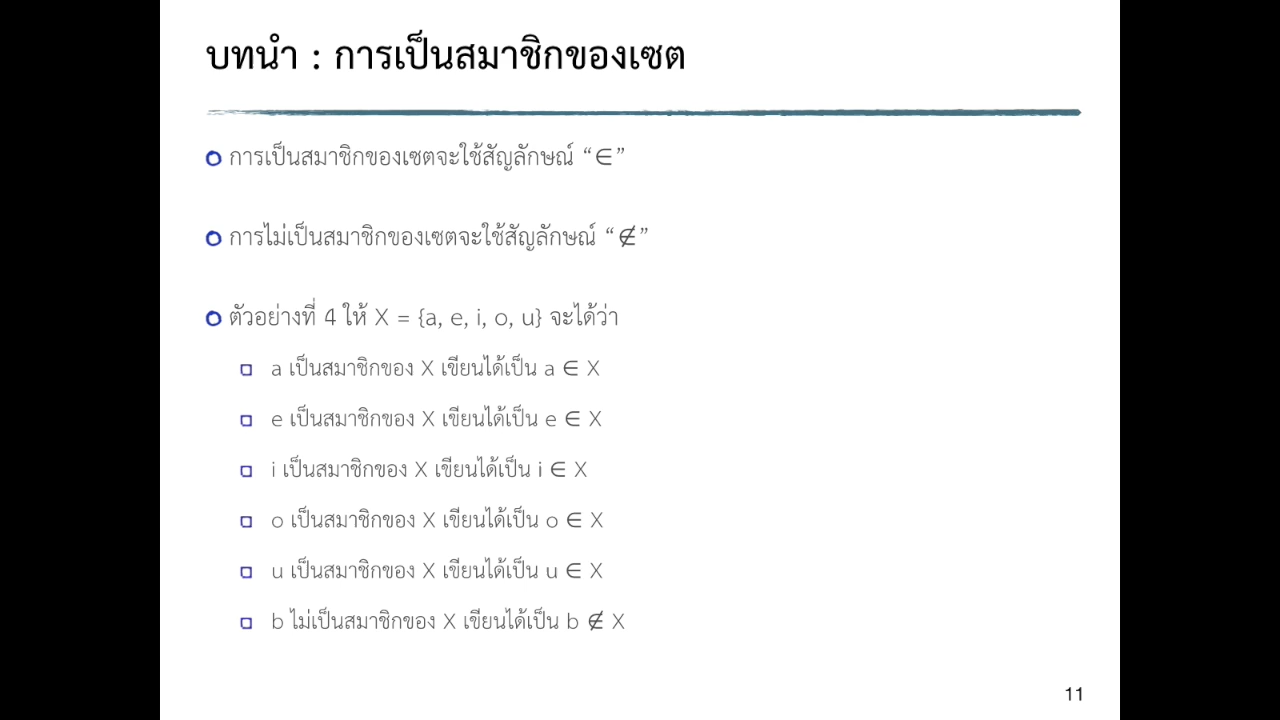 บทนำ : การเป็นสมาชิกของเซต
การเป็นสมาชิกของเซตจะใช้สัญลักษณ์ “∈”
การไม่เป็นสมาชิกของเซตจะใช้สัญลักษณ์ “∉”
ตัวอย่างที่ 4 ให้ X = {a, e, i, o, u} จะได้ว่า
a เป็นสมาชิกของ X เขียนได้เป็น a ∈ X
e เป็นสมาชิกของ X เขียนได้เป็น e ∈ X
i เป็นสมาชิกของ X เขียนได้เป็น i ∈ X
o เป็นสมาชิกของ X เขียนได้เป็น o ∈ X
u เป็นสมาชิกของ X เขียนได้เป็น u ∈ X
b ไม่เป็นสมาชิกของ X เขียนได้เป็น b ∉ X
11